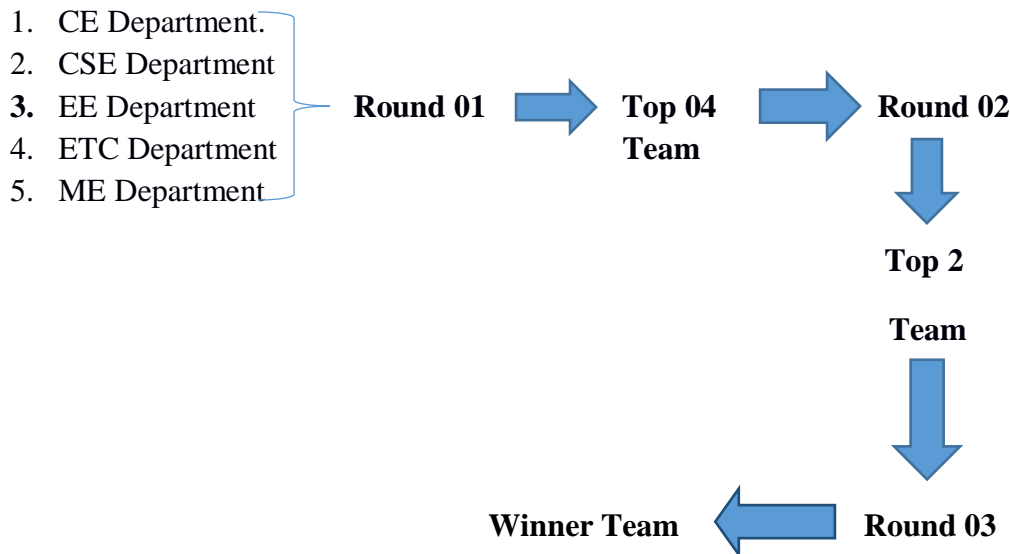 1. CE Department.
2. CSE Department
3. EE Department
4. ETC Department
5. ME Department
Round 01
Top 04
Team
Round 02
Top 2
Team
Round 03
Winner Team